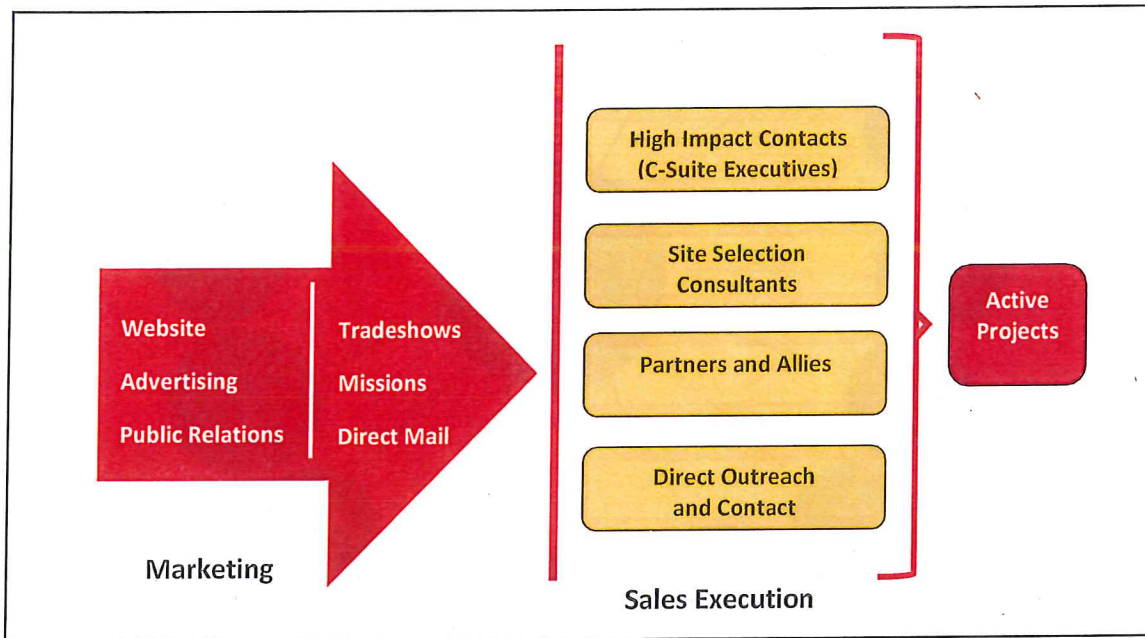 Website
Advertising
Public Relations
Tradeshows
Missions
Direct Mail
Marketing
High Impact Contacts
(C-Suite Executives)
Site Selection
Consultants
Partners and Allies
Direct Outreach
and Contact
Sales Execution
Active
Projects